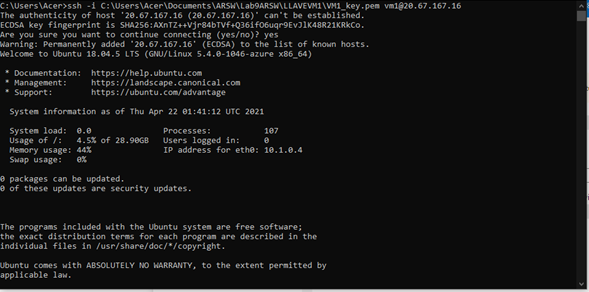 C:\Users\Acer>ssh -i C:\Users\Acer\Documents\ARSW\Lab9ARSW\LLAVEVM1\VM1_key.pem vm1@20.67.167.16
The authenticity of host '20.67.167.16 (20.67.167.16)' can't be established.
ECDSA key fingerprint is SHA256:AXnTZ++Vjr84bTVf+Q36ifO6uqr9EvJlK48R21KRkCo.
Are you sure you want to continue connecting (yes/no)? yes
Warning: Permanently added '20.67.167.16' (ECDSA) to the list of known hosts.
Welcome to Ubuntu 18.04.5 LTS (GNU/Linux 5.4.0-1046-azure x86_64)
* Documentation: https://help.ubuntu.com
* Management: https://landscape.canonical.com
* Support: https://ubuntu.com/advantage
System information as of Thu Apr 22 01:41:12 UTC 2021
System load: 0.0 Processes: 107
Usage of /: 4.5% of 28.90GB Users logged in: 0
Memory usage: 44% IP address for eth0: 10.1.0.4
Swap usage: 0%
0 packages can be updated.
0 of these updates are security updates.
The programs included with the Ubuntu system are free software;
the exact distribution terms for each program are described in the
individual files in /usr/share/doc/*/copyright.
Ubuntu comes with ABSOLUTELY NO WARRANTY, to the extent permitted by
applicable law.